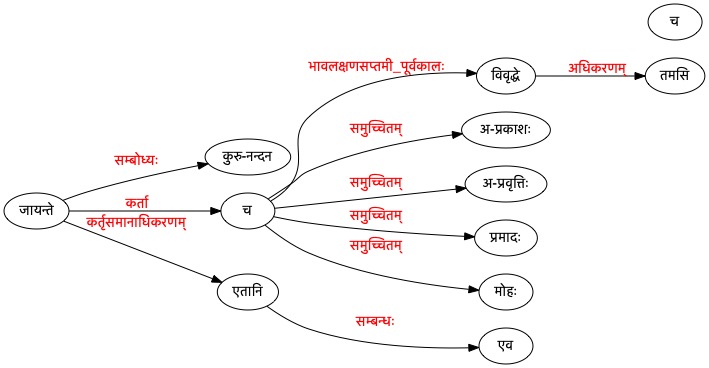 च
भावलक्षणसप्तमी_पूर्वकालः
विवृद्धे
अधिकरणम्
तमसि
समुच्चितम्
अ-प्रकाशः
सम्बोध्यः
कुरु-नन्दन
समुच्चितम्
अ-प्रवृत्तिः
जायन्ते
कर्ता
च
समुच्चितम्
कर्तृसमानाधिकरणम्
प्रमादः
समुच्चितम्
एतानि
मोहः
सम्बन्धः
एव